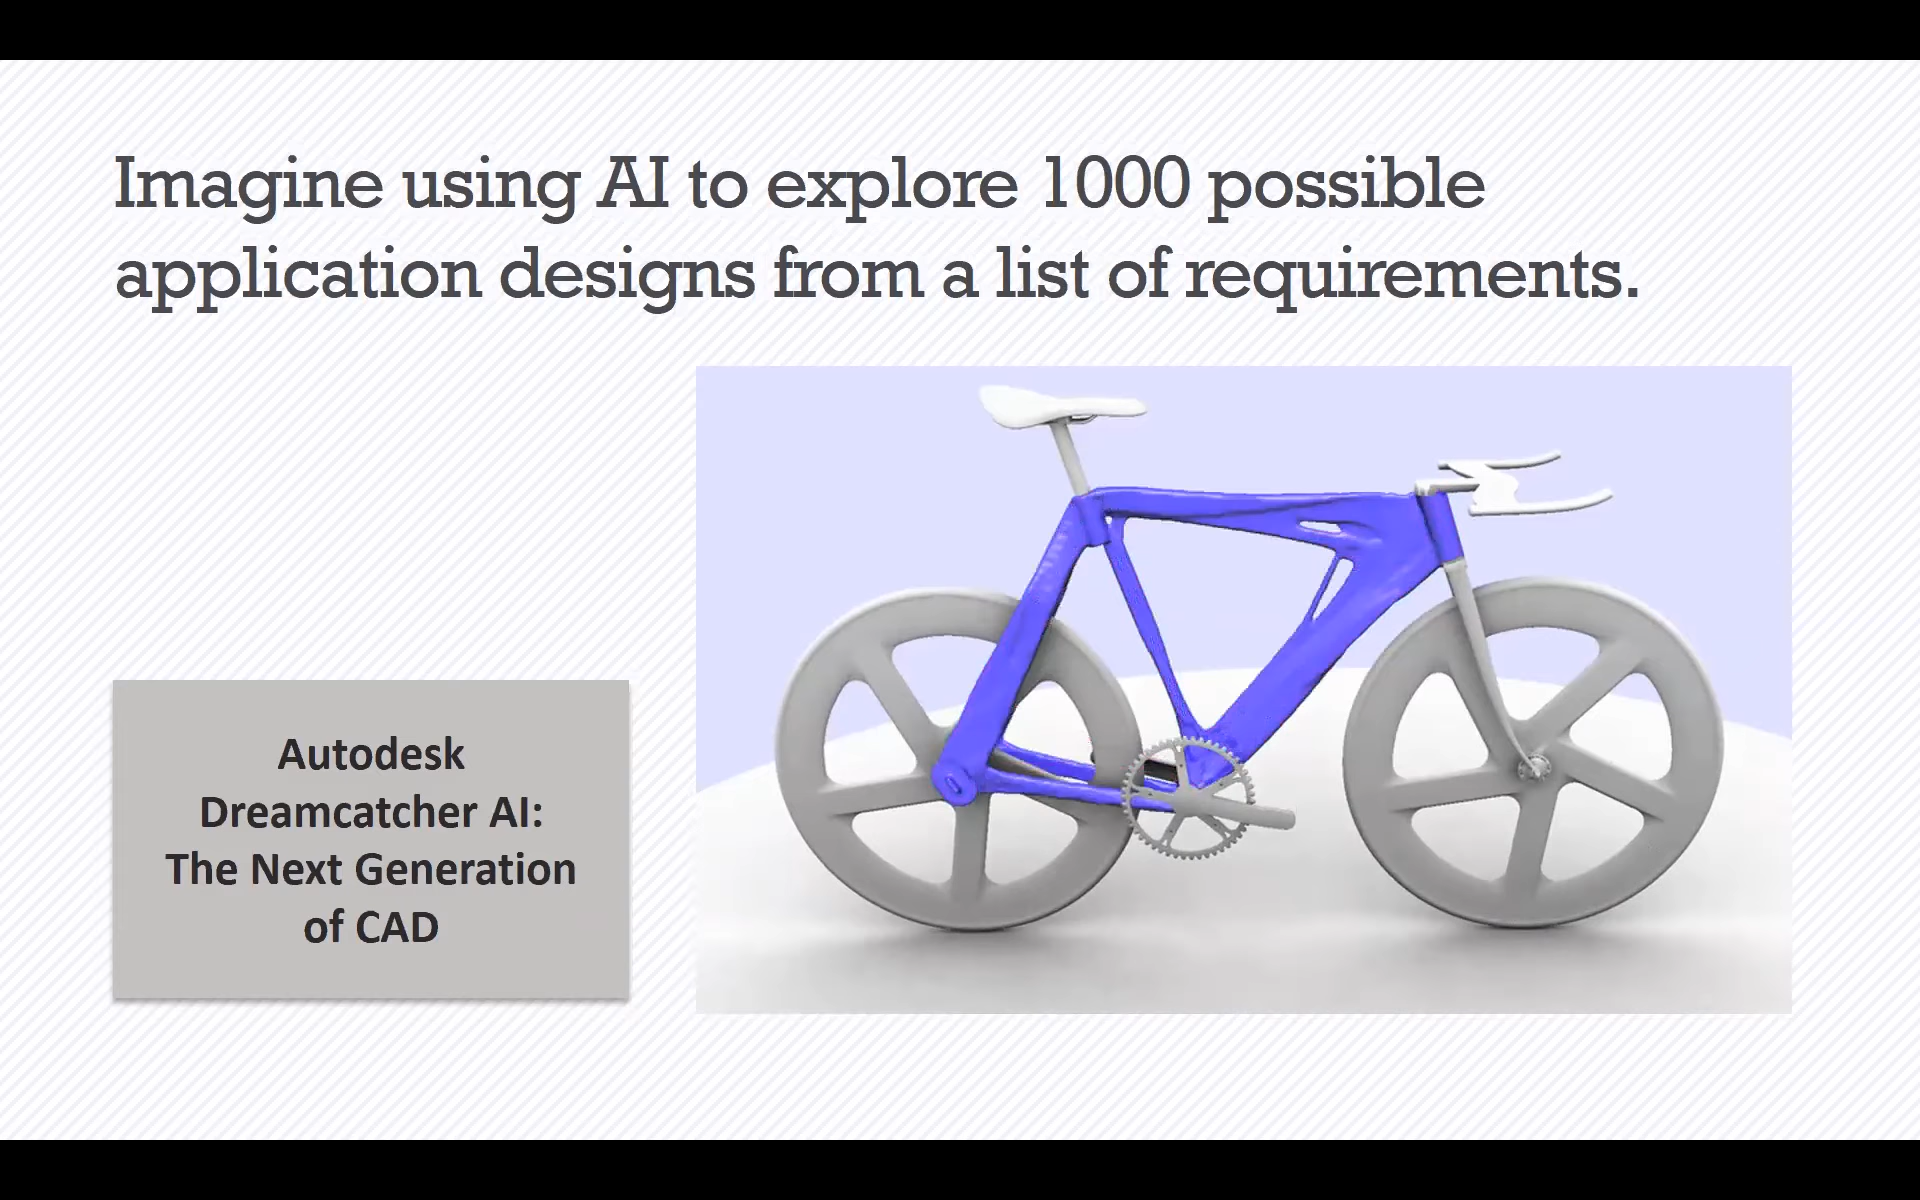 Imagine using AI to explore 1000 possible
application designs from a list of requirements.
Autodesk
Dreamcatcher AI:
The Next Generation
of CAD